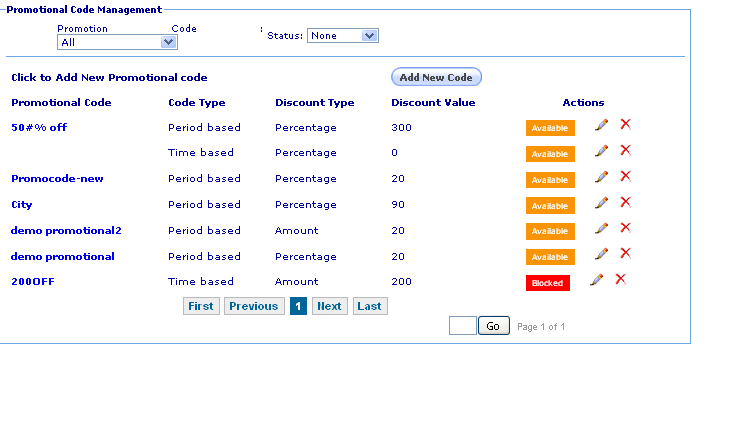 Promotional Code Management
Promotion Code :
All
Status: None
Click to Add New Promotional code Add New Code
Promotional Code Code Type Discount Type Discount Value Actions
50#% off Period based Percentage 300 Available
Time based Percentage 0 Available
Promocode-new Period based Percentage 20 Available
City Period based Percentage 90 Available
demo promotional2 Period based Amount 20 Available
demo promotional Period based Percentage 20 Available
200OFF Time based Amount 200 Blocked
First Previous 1 Next Last
Go Page 1 of 1